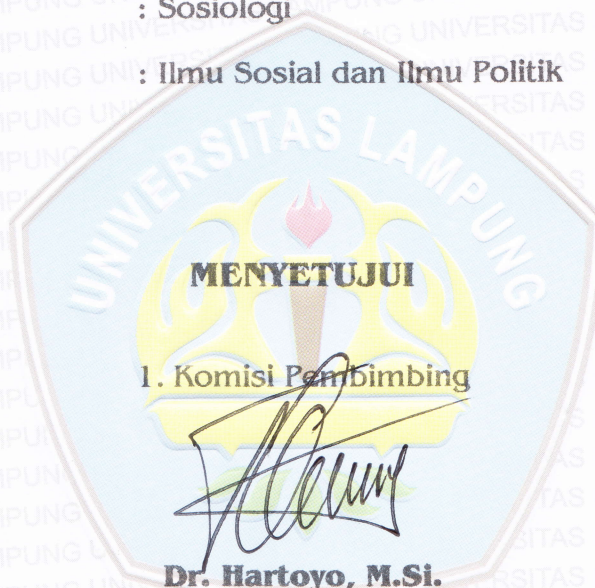 : Sosiologi
: Ilmu Sosial dan Ilmu Politik
UNIVERSITAS LAMPUNG
MENYETUJUI
1. Komisi Pembimbing
Dr. Hartoyo, M.Si.